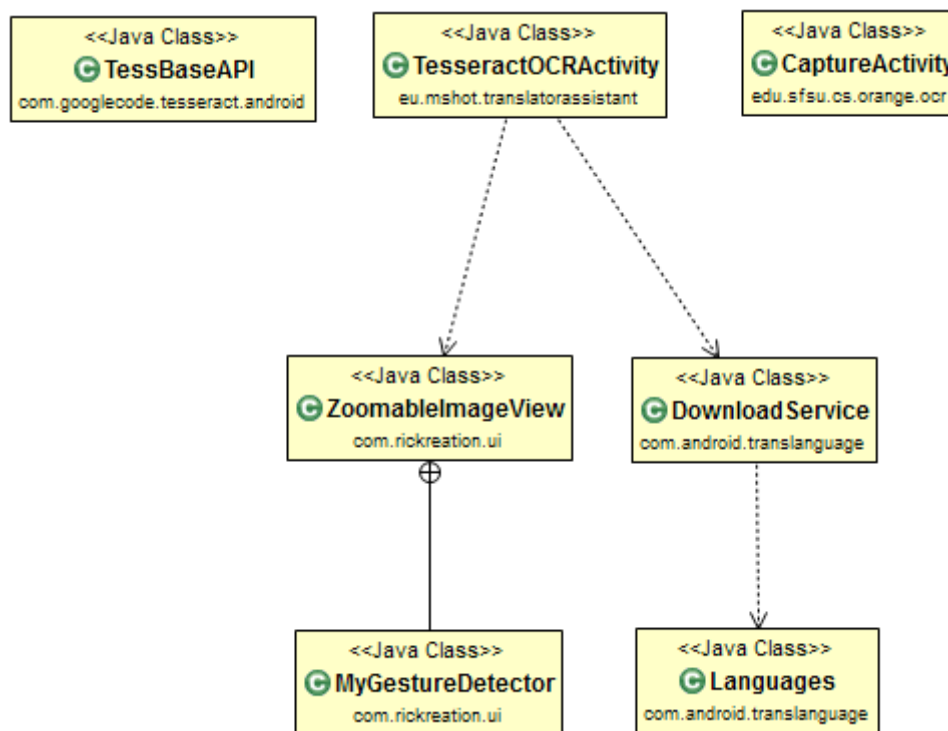 <<Java Class>>
TessBaseAPI
com.googlecode.tesseract.android
<<Java Class>>
TesseractOCRActivity
eu.mshot.translatorassistant
<<Java Class>>
CaptureActivity
edu.sfsu.cs.orange.ocr
<<Java Class>>
ZoomableImageView
com.rickreation.ui
<<Java Class>>
DownloadService
com.android.translanguage
<<Java Class>>
MyGestureDetector
com.rickreation.ui
<<Java Class>>
Languages
com.android.translanguage